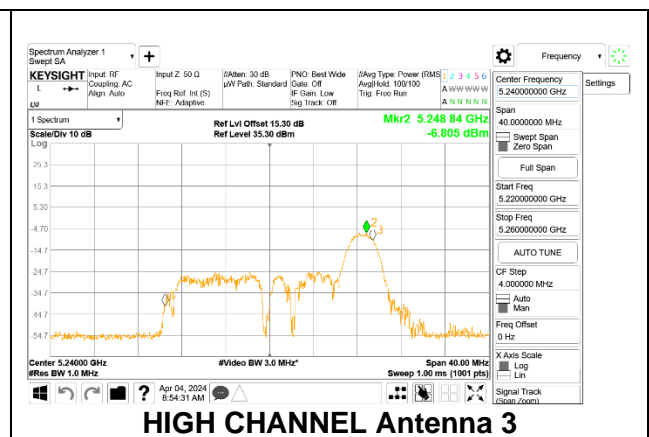 Spectrum Analyzer 1
Swept SA
+
Frequency
KEYSIGHT
Input: RF
Coupling: AC
Align: Auto
Input Z: 50 Ω
Freq Ref: Int (S)
NFE: Adaptive
#Atten: 30 dB
µW Path: Standard
PNO: Best Wide
Gate: Off
IF Gain: Low
Sig Track: Off
#Avg Type: Power (RMS
Avg|Hold: 100/100
Trig: Free Run
1 2 3 4 5 6
A W W W W W
A N N N N N
L
Settings
1 Spectrum
Scale/Div 10 dB
Log
Ref Lvl Offset 15.30 dB
Ref Level 35.30 dBm
Mkr2 5.248 84 GHz
-6.805 dBm
25.3
15.3
5.30
-4.70
-14.7
-24.7
-34.7
-44.7
-54.7
2
3
Center 5.24000 GHz
#Res BW 1.0 MHz
#Video BW 3.0 MHz*
Span 40.00 MHz
Sweep 1.00 ms (1001 pts)
Center Frequency
5.240000000 GHz
Span
40.0000000 MHz
Swept Span
Zero Span
Full Span
Start Freq
5.220000000 GHz
Stop Freq
5.260000000 GHz
AUTO TUNE
CF Step
4.000000 MHz
Auto
Man
Freq Offset
0 Hz
X Axis Scale
Log
Lin
Signal Track
(Span Zoom)
?
Apr 04, 2024
8:54:31 AM
HIGH CHANNEL Antenna 3